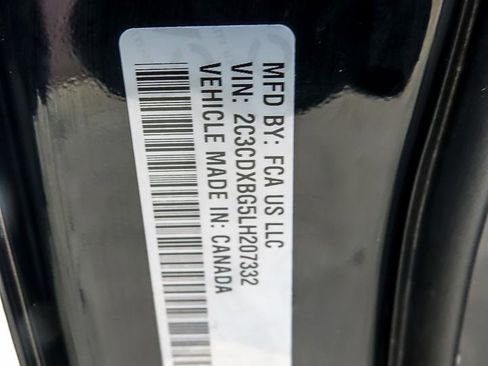 MFD BY: FCA US LLC
VIN: 2C3CDXBG5LH207332
VEHICLE MADE IN: CANADA